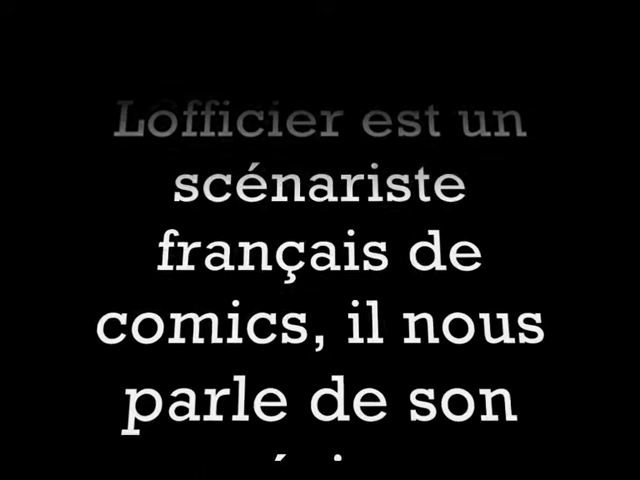 Lofficier est un
scénariste
français de
comics, il nous
parle de son